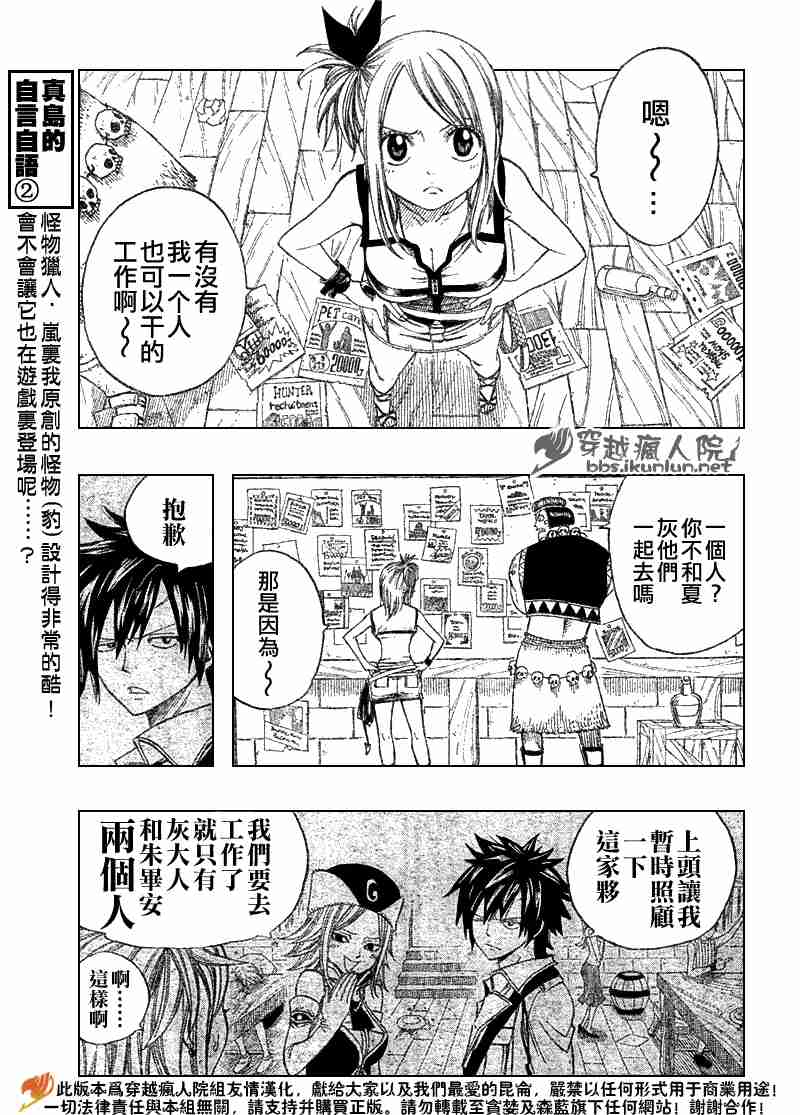 嗯
～
…
有沒有
我一个人
也可以干的
工作啊～
PET care
20000
HUNTER
recruitment
20000
一個人？
你不和夏
灰他們
一起去嗎
那是因為～
抱歉
上頭讓我
暫時照顧
一下
這家夥
我們要去
工作了
就只有
灰大人
和朱畢安
兩個人
G
啊……
這樣啊
真島的
自言自語②
怪物獵人．嵐裏我原創的怪物(豹)設計得非常的酷！
會不會讓它也在遊戲裏登場呢……？
穿越瘋人院
bbs.ikunlun.net
此版本爲穿越瘋人院組友情漢化，獻給大家以及我們最愛的昆侖，嚴禁以任何形式用于商業用途！
一切法律責任與本組無關，請支持并購買正版。請勿轉載至貪婪及森藍旗下任何網站！謝謝合作！